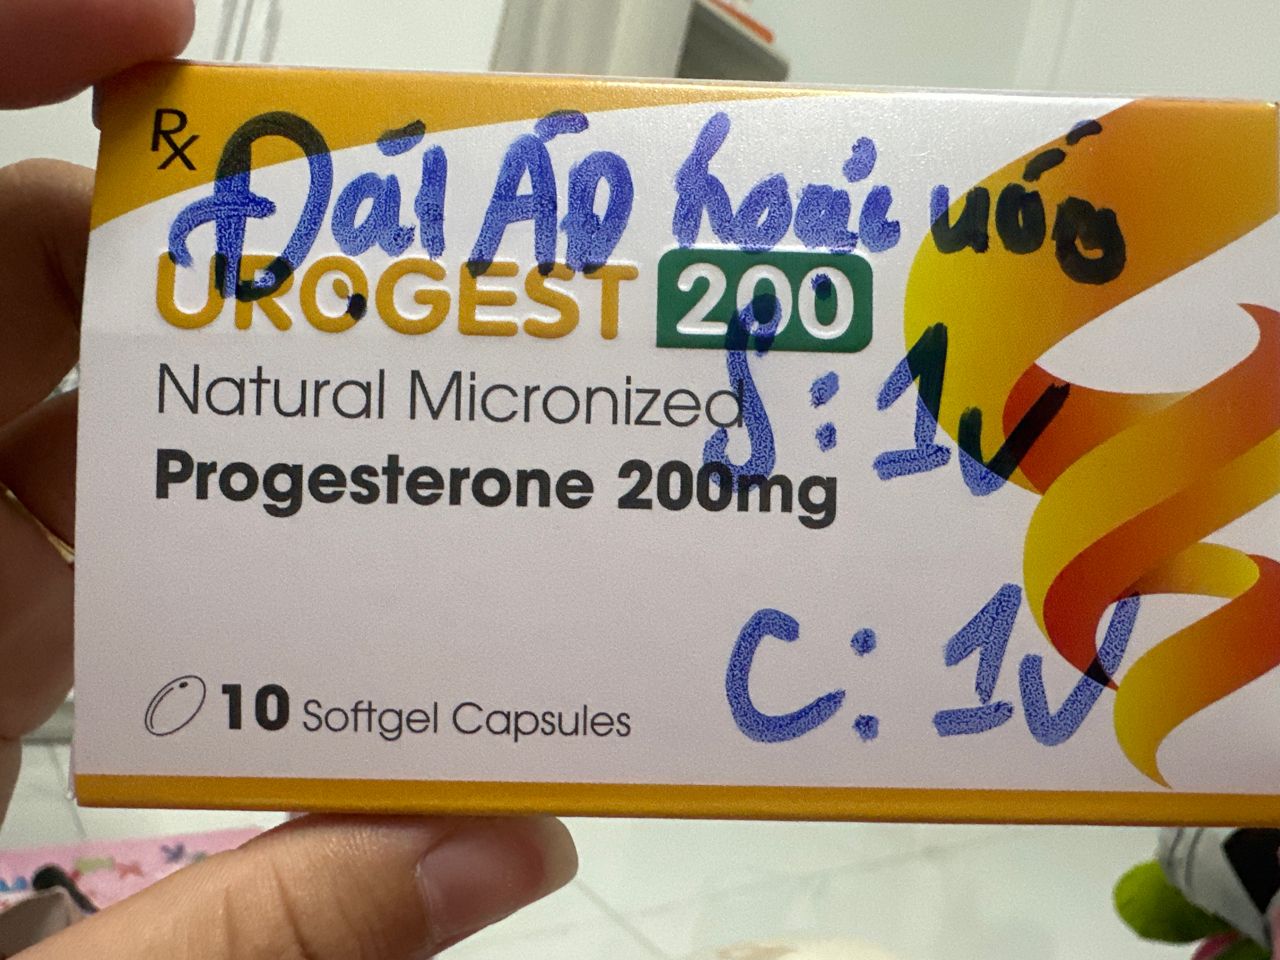 Rx
Đặt ÂĐ hoặc uống
UROGEST 200
S: 1v
Natural Micronized
Progesterone 200mg
C: 1v
10 Softgel Capsules